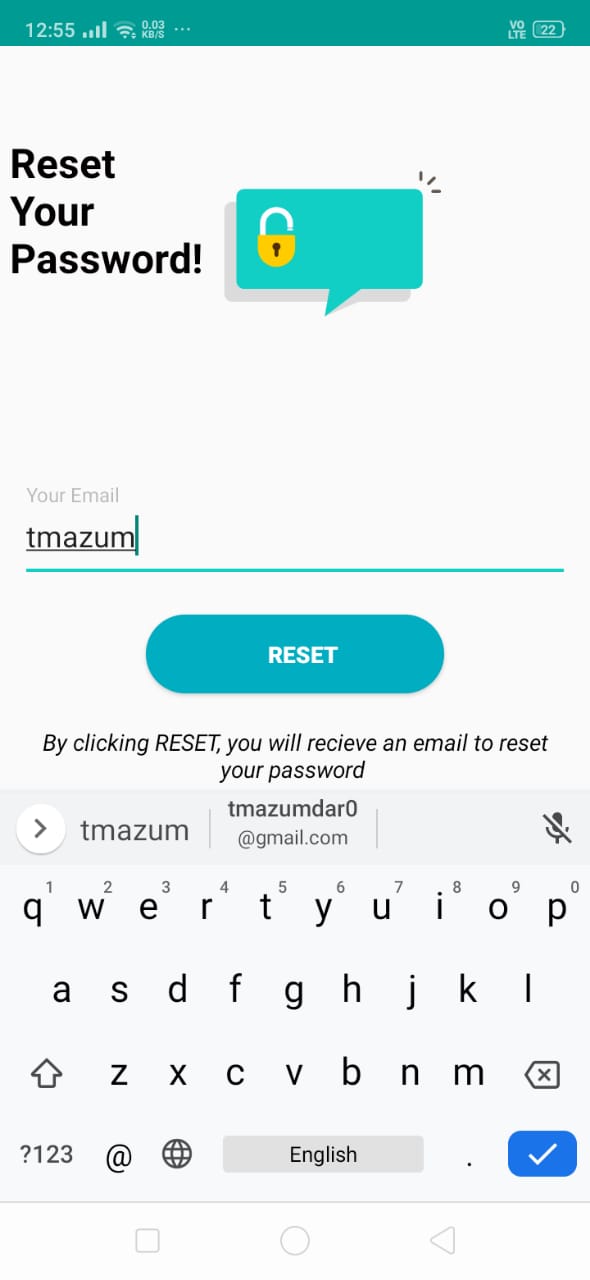 12:55 0.03 KB/S ... VO LTE 22
Reset
Your
Password!
Your Email
tmazum
RESET
By clicking RESET, you will recieve an email to reset
your password
tmazum
tmazumdar0
@gmail.com
1 2 3 4 5 6 7 8 9 0
q w e r t y u i o p
a s d f g h j k l
z x c v b n m
?123 @ English .